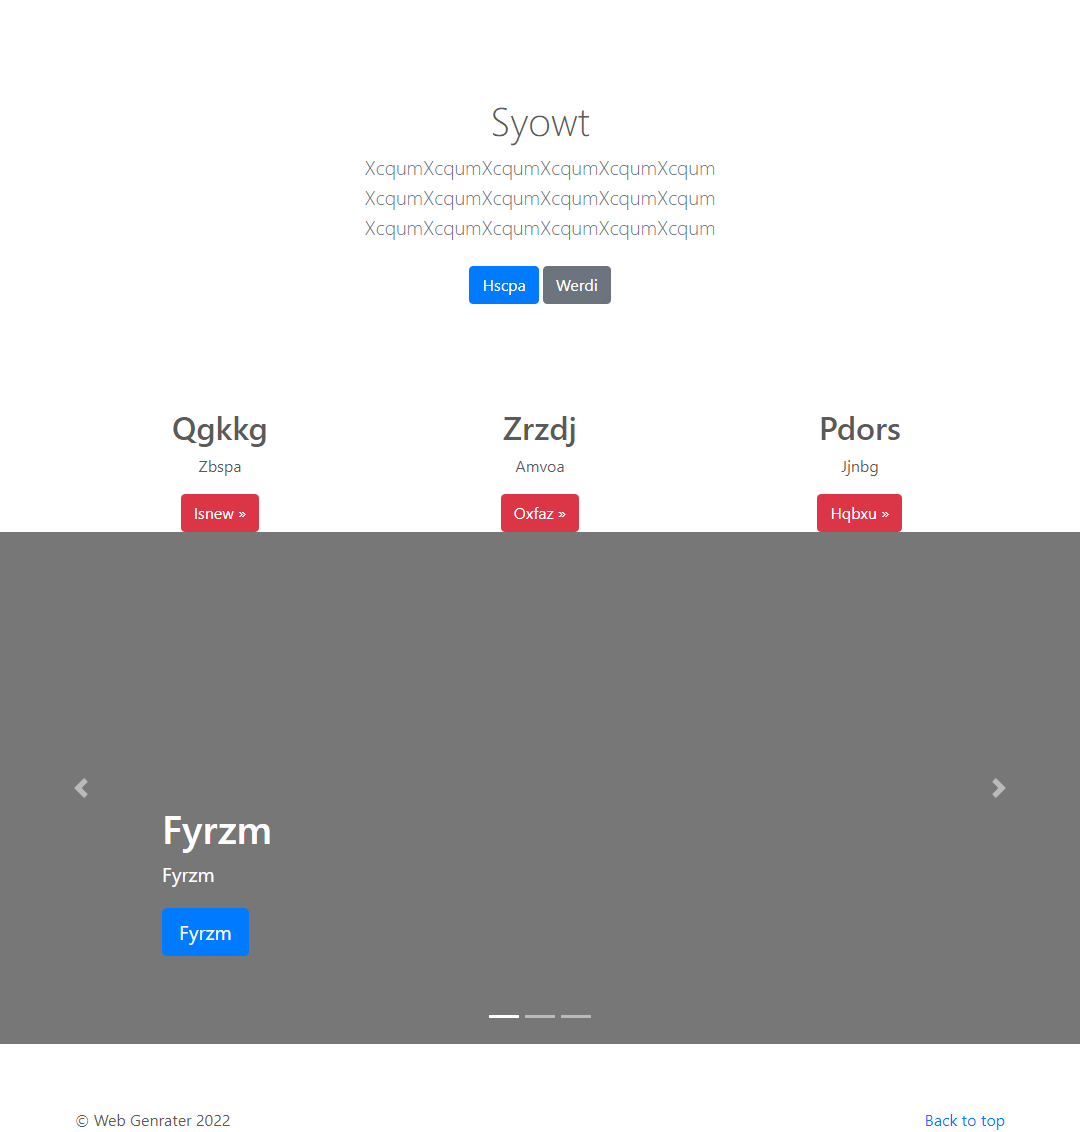 Syowt
XcqumXcqumXcqumXcqumXcqumXcqum
XcqumXcqumXcqumXcqumXcqumXcqum
XcqumXcqumXcqumXcqumXcqumXcqum
Hscpa Werdi
Qgkkg Zrzdj Pdors
Zbspa Amvoa Jjnbg
Isnew » Oxfaz » Hqbxu »
Fyrzm
Fyrzm
Fyrzm
© Web Genrater 2022 Back to top